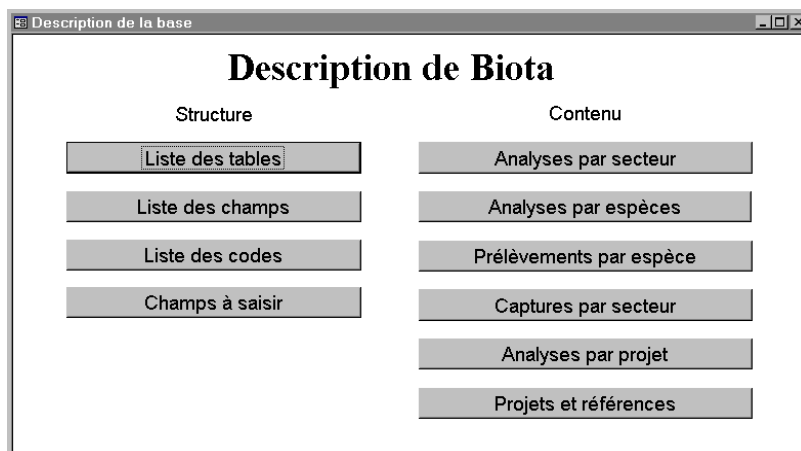 Description de la base
Description de Biota
Structure
Contenu
Liste des tables
Analyses par secteur
Liste des champs
Analyses par espèces
Liste des codes
Prélèvements par espèce
Champs à saisir
Captures par secteur
Analyses par projet
Projets et références